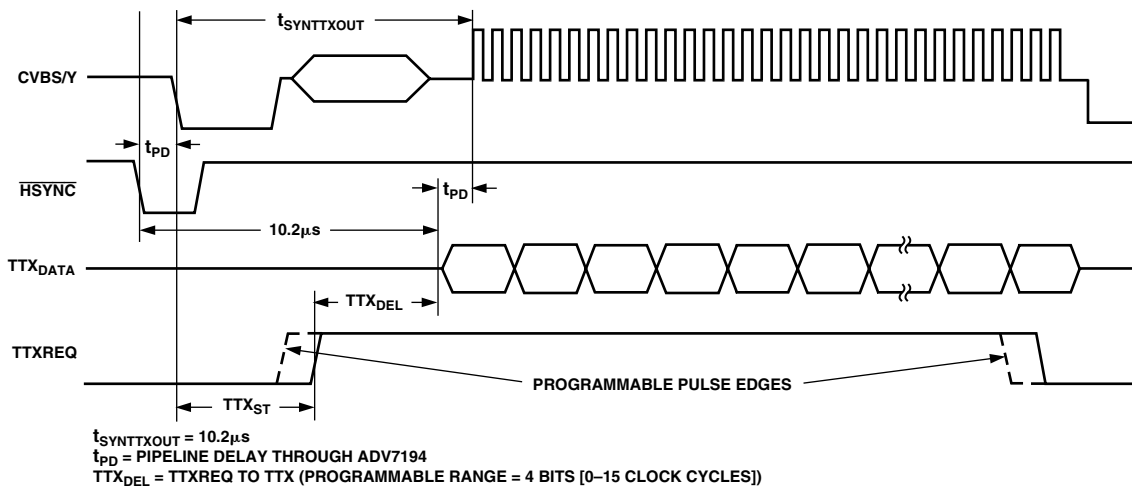 tSYNTTXOUT
CVBS/Y
tPD
HSYNC
tPD
10.2μs
TTXDATA
TTXDEL
TTXREQ
PROGRAMMABLE PULSE EDGES
TTXST
tSYNTTXOUT = 10.2μs
tPD = PIPELINE DELAY THROUGH ADV7194
TTXDEL = TTXREQ TO TTX (PROGRAMMABLE RANGE = 4 BITS [0–15 CLOCK CYCLES])